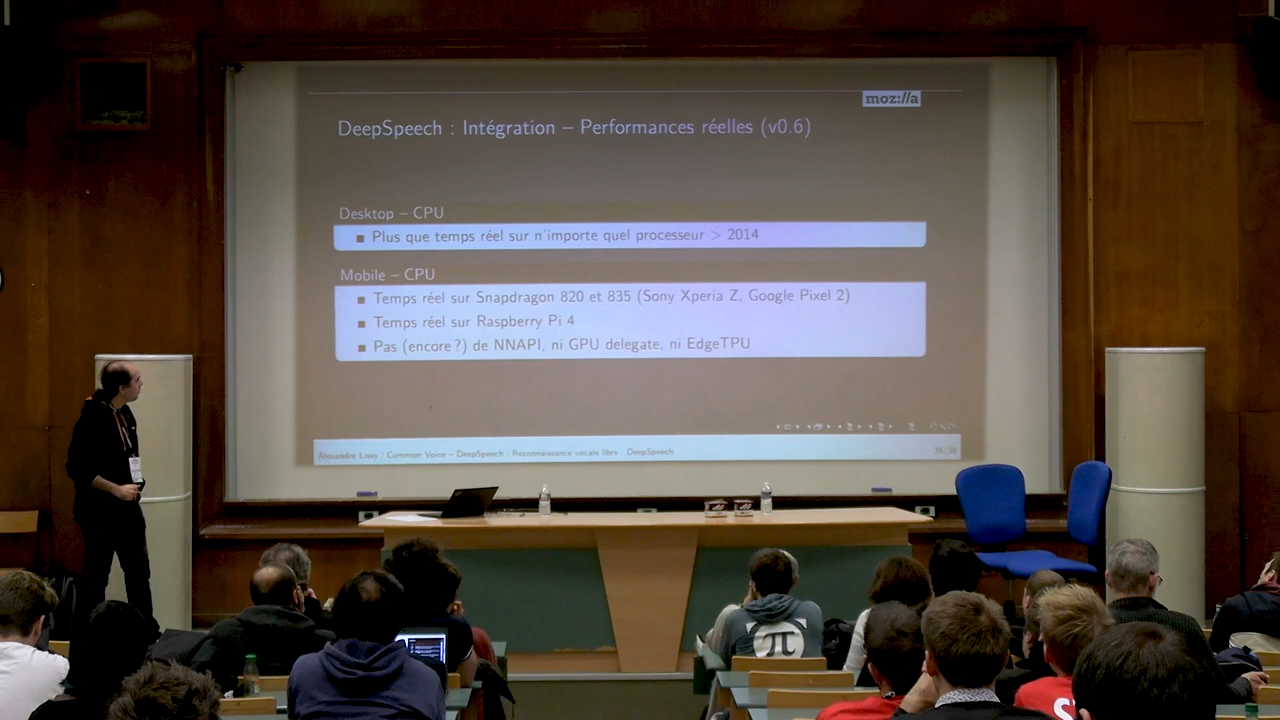 moz://a
DeepSpeech : Intégration – Performances réelles (v0.6)
Desktop – CPU
Plus que temps réel sur n'importe quel processeur > 2014
Mobile – CPU
Temps réel sur Snapdragon 820 et 835 (Sony Xperia Z, Google Pixel 2)
Temps réel sur Raspberry Pi 4
Pas (encore ?) de NNAPI, ni GPU delegate, ni EdgeTPU
Alexandre Lissy | Common Voice – DeepSpeech | Reconnaissance vocale libre | DeepSpeech
π